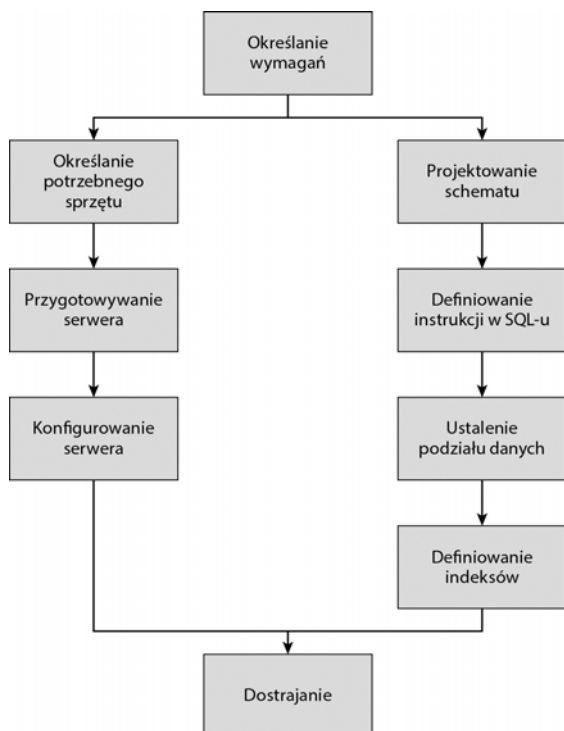 Określanie
wymagań
Określanie
potrzebnego
sprzętu
Projektowanie
schematu
Przygotowywanie
serwera
Definiowanie
instrukcji w SQL-u
Konfigurowanie
serwera
Ustalenie
podziału danych
Definiowanie
indeksów
Dostrajanie